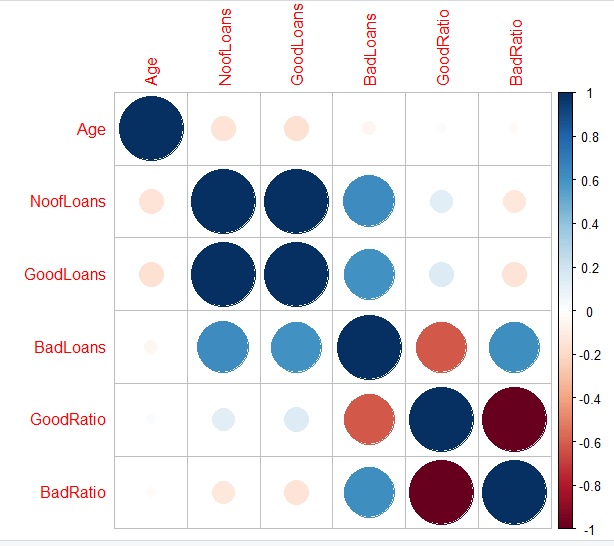 Age
NoofLoans
GoodLoans
BadLoans
GoodRatio
BadRatio
Age
NoofLoans
GoodLoans
BadLoans
GoodRatio
BadRatio
1
0.8
0.6
0.4
0.2
0
-0.2
-0.4
-0.6
-0.8
-1